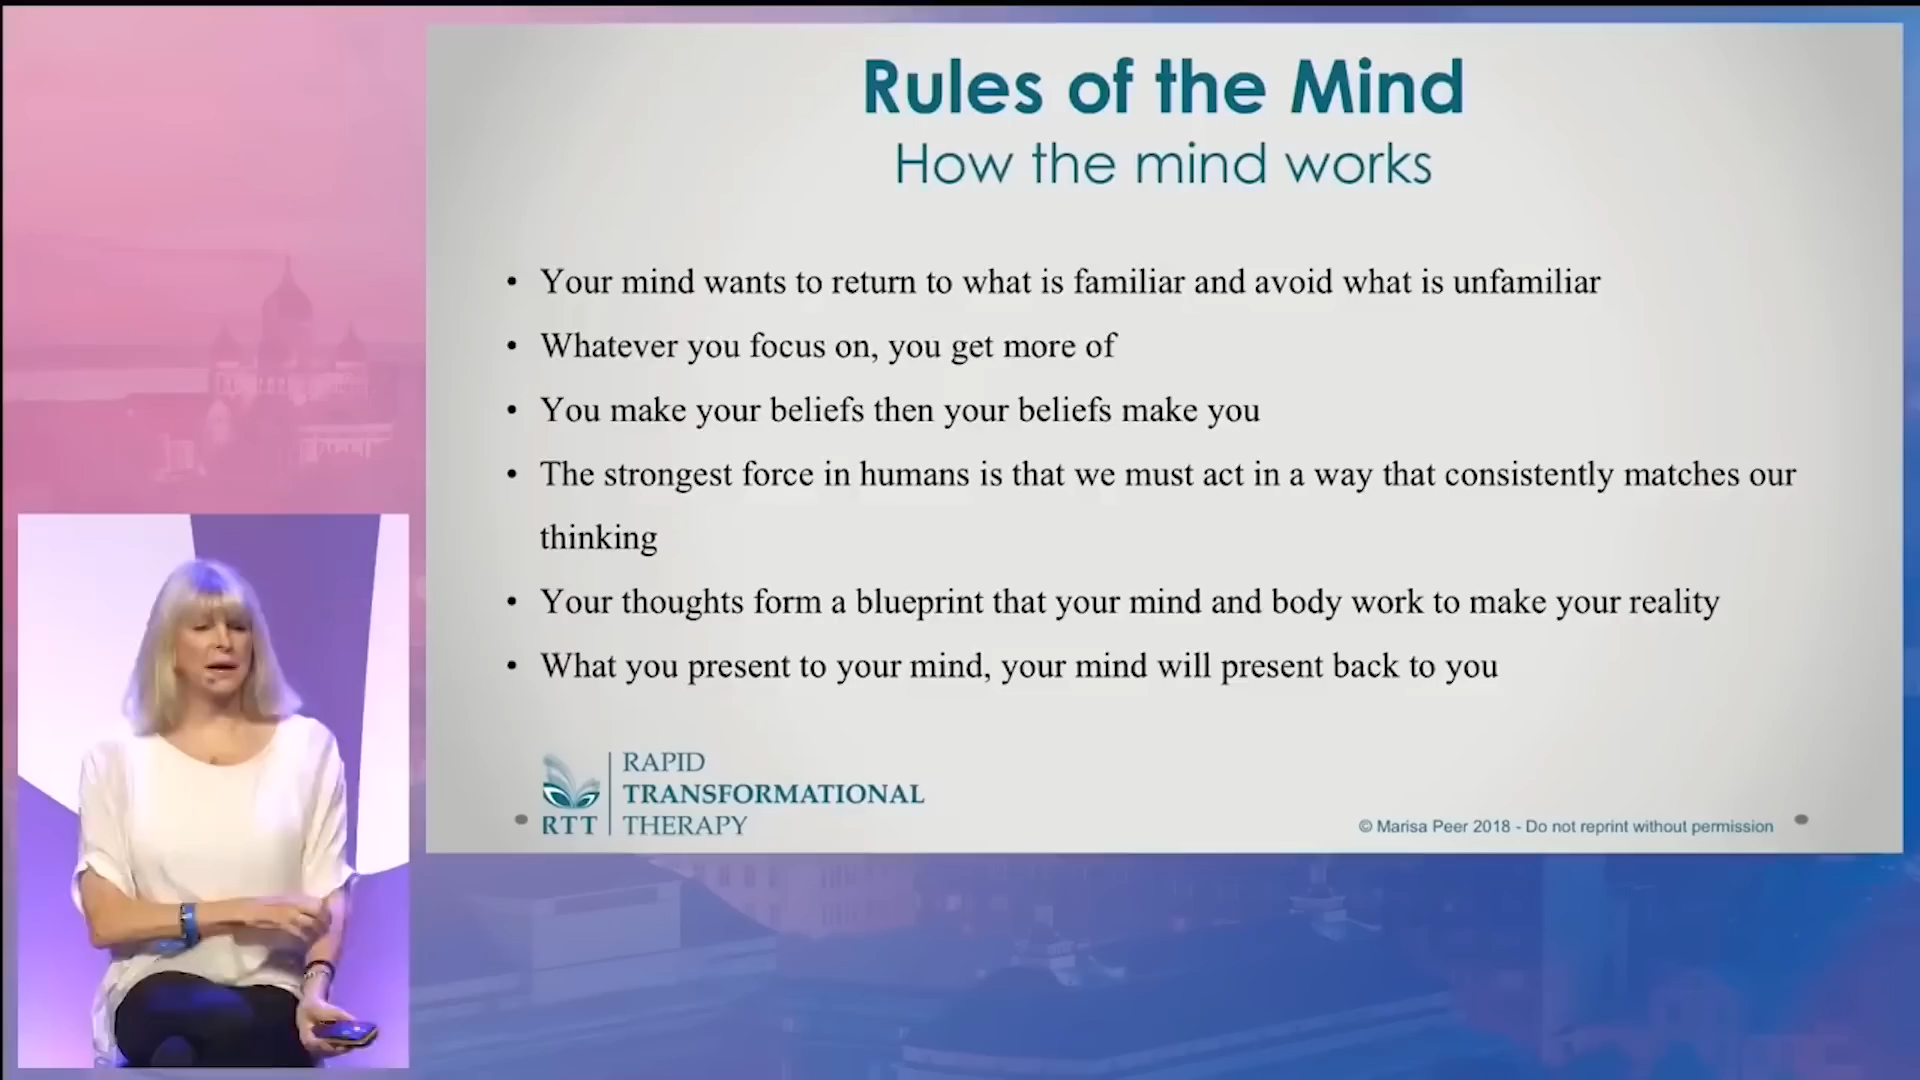 Rules of the Mind
How the mind works
• Your mind wants to return to what is familiar and avoid what is unfamiliar
• Whatever you focus on, you get more of
• You make your beliefs then your beliefs make you
• The strongest force in humans is that we must act in a way that consistently matches our
thinking
• Your thoughts form a blueprint that your mind and body work to make your reality
• What you present to your mind, your mind will present back to you
RAPID
TRANSFORMATIONAL
RTT THERAPY
© Marisa Peer 2018 - Do not reprint without permission